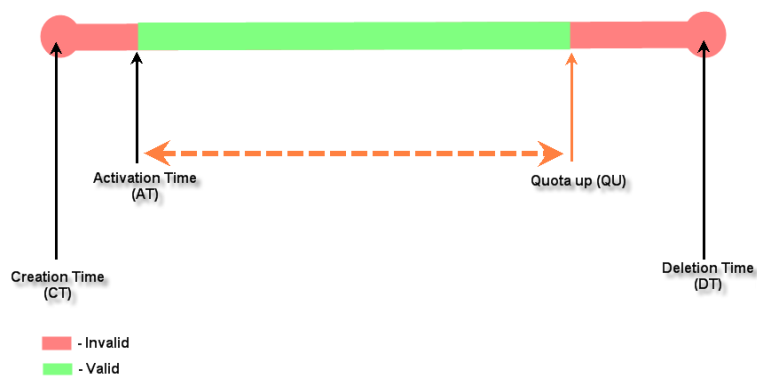 Activation Time
(AT)
Quota up (QU)
Creation Time
(CT)
Deletion Time
(DT)
- Invalid
- Valid